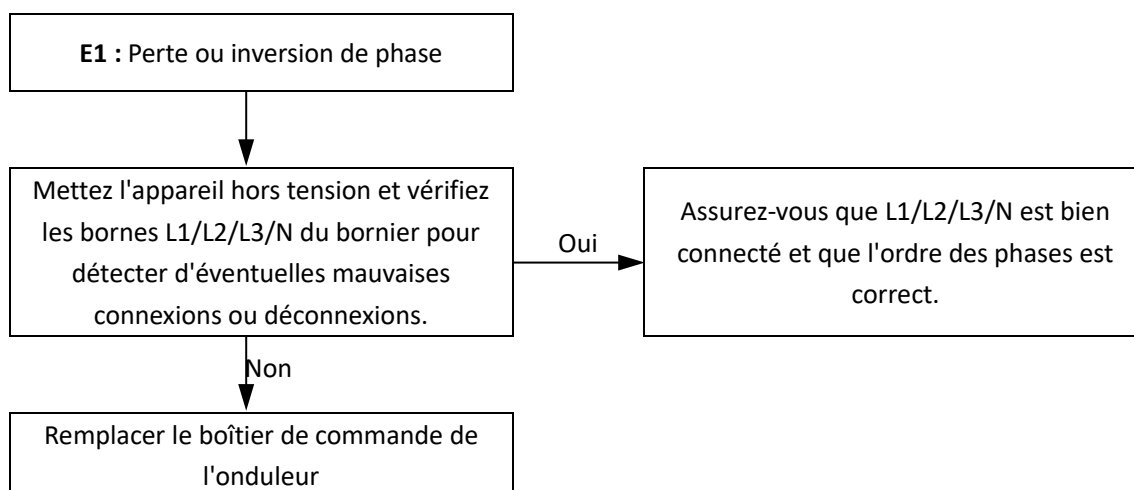 E1 : Perte ou inversion de phase
Mettez l'appareil hors tension et vérifiez
les bornes L1/L2/L3/N du bornier pour
détecter d'éventuelles mauvaises
connexions ou déconnexions.
Oui
Assurez-vous que L1/L2/L3/N est bien
connecté et que l'ordre des phases est
correct.
Non
Remplacer le boîtier de commande de
l'onduleur